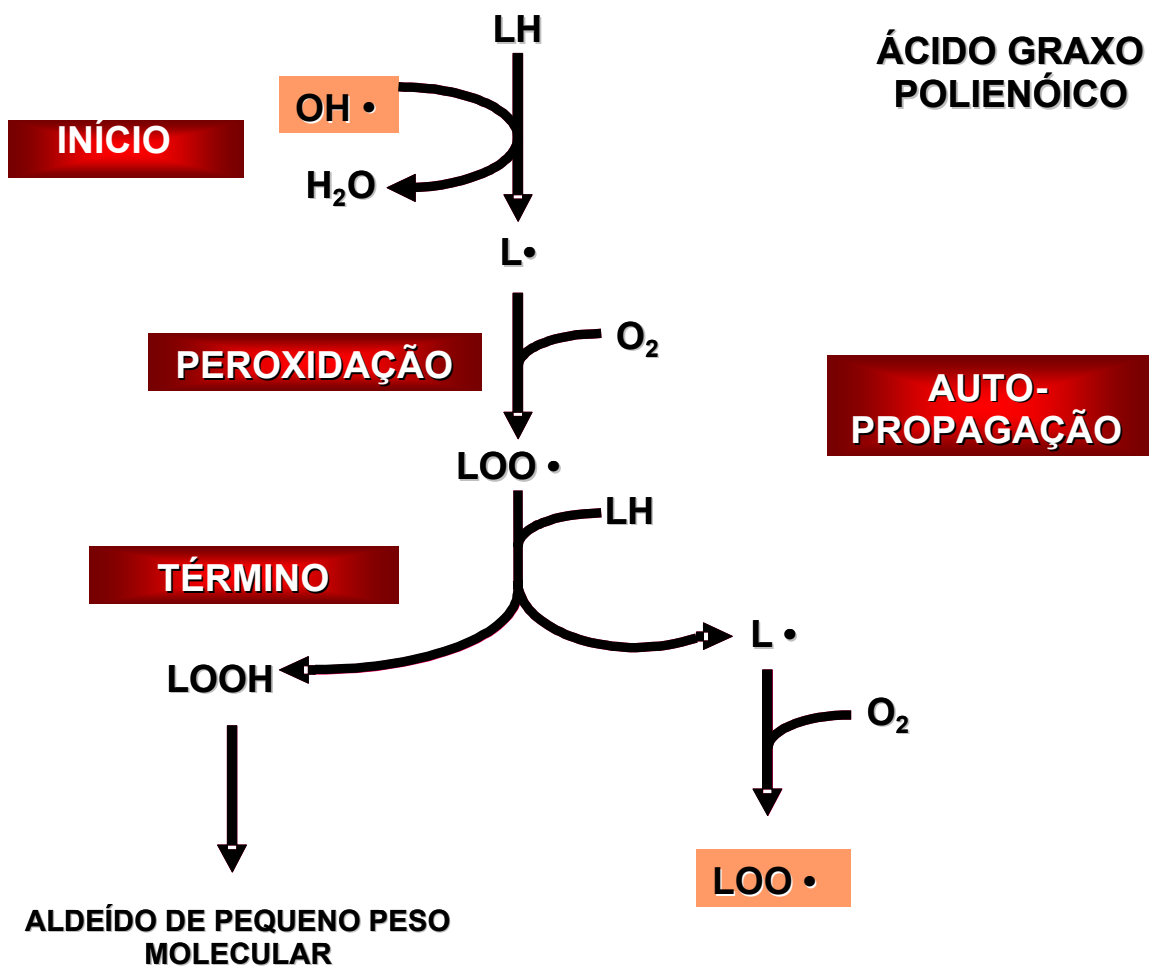 LH
ÁCIDO GRAXO
POLIENÓICO
OH •
INÍCIO
H₂O
L•
O₂
PEROXIDAÇÃO
AUTO-
PROPAGAÇÃO
LOO •
LH
TÉRMINO
L •
LOOH
O₂
LOO •
ALDEÍDO DE PEQUENO PESO
MOLECULAR